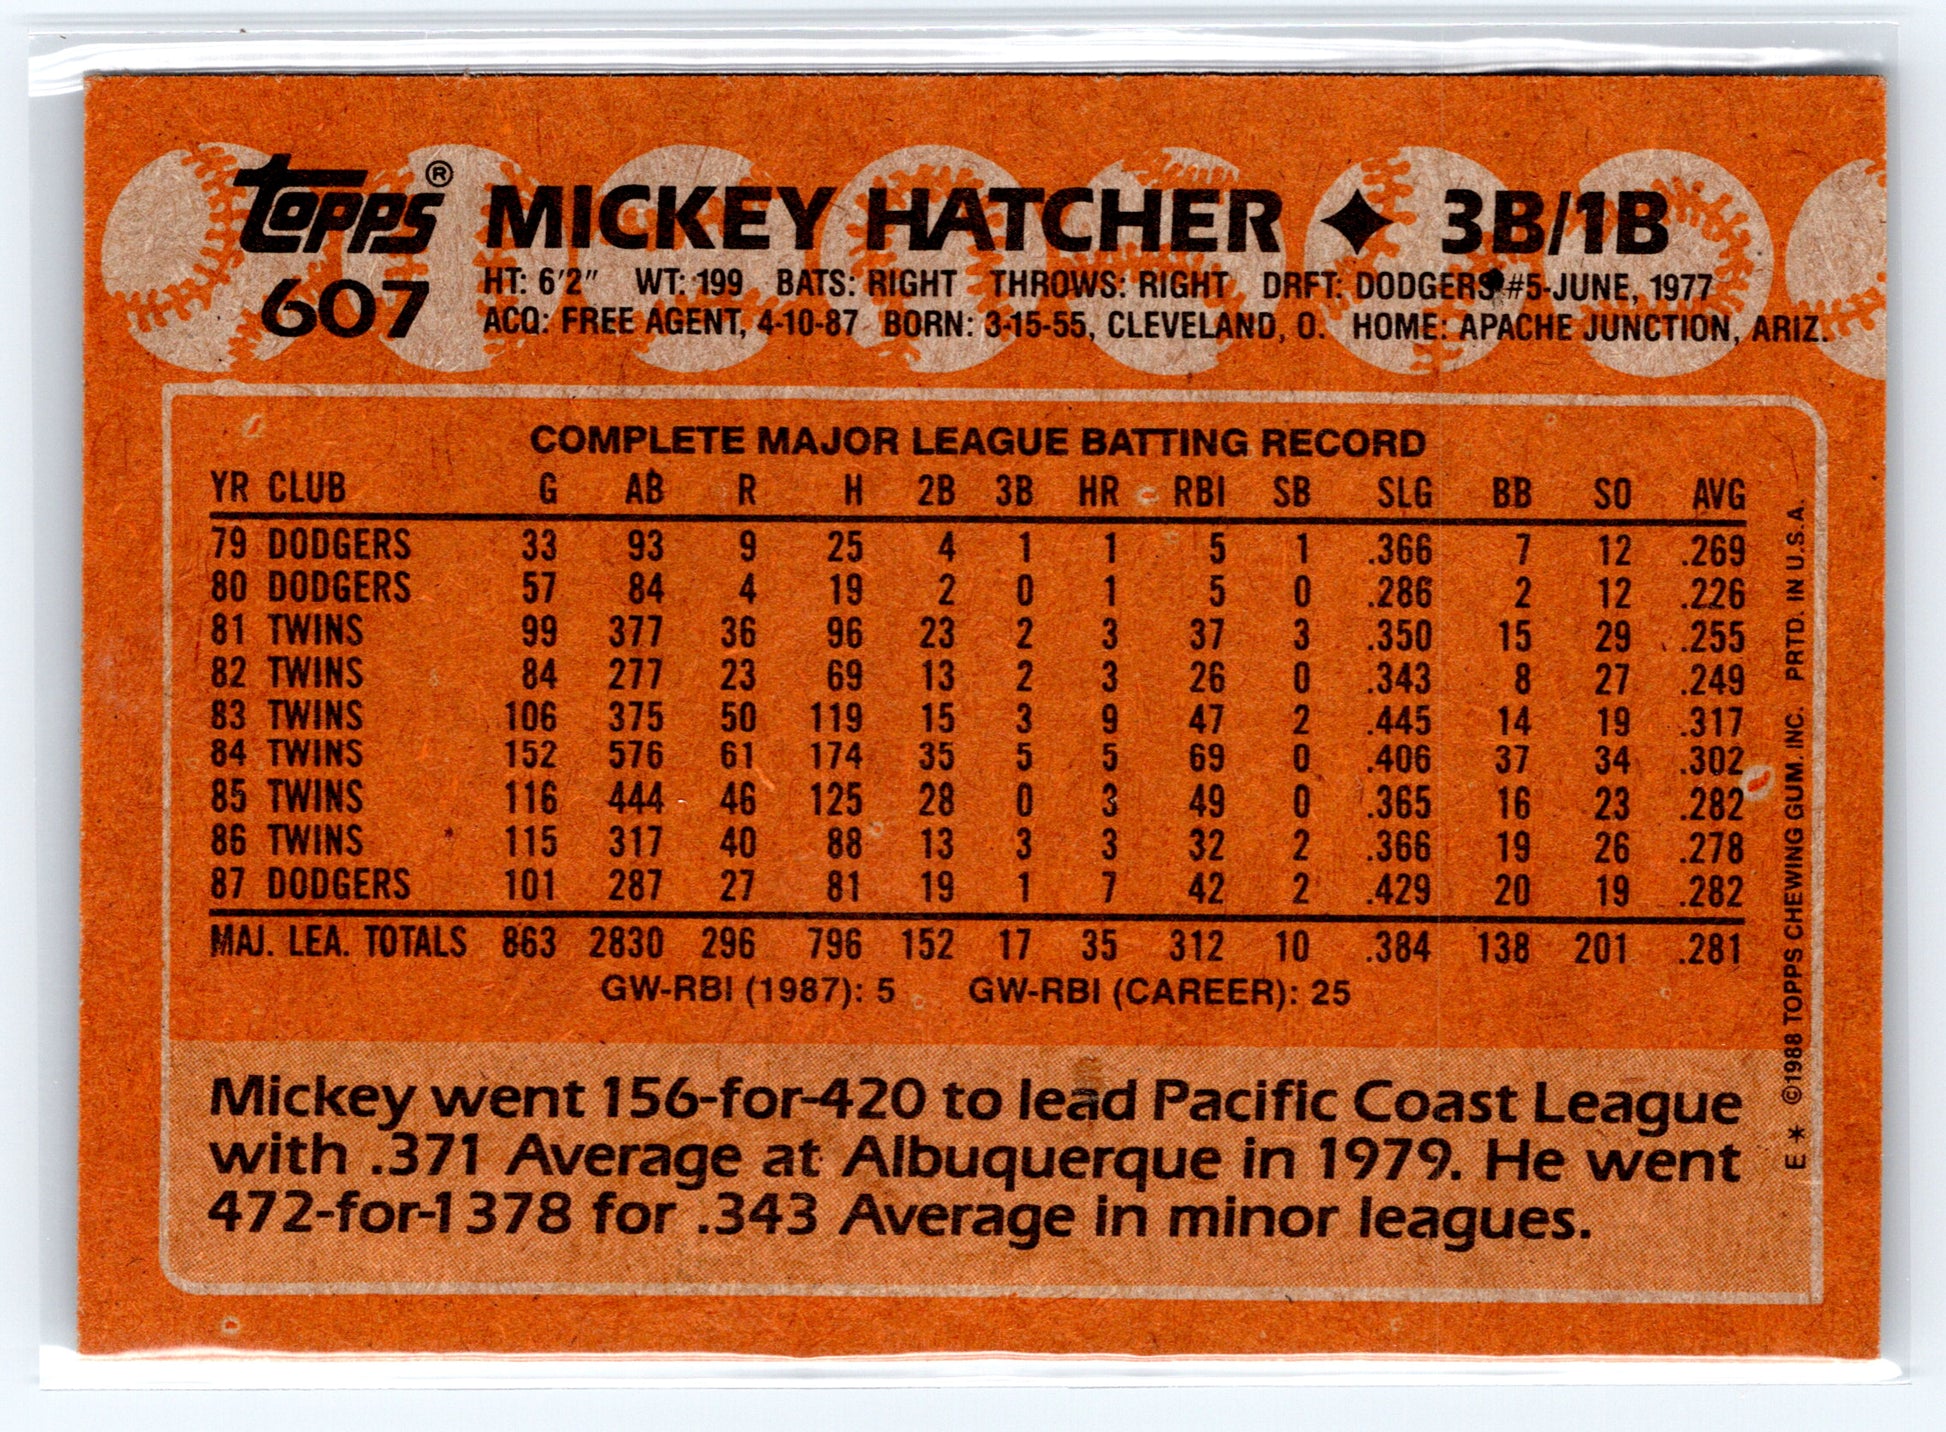 topps® MICKEY HATCHER ✦ 3B/1B
607 HT: 6'2" WT: 199 BATS: RIGHT THROWS: RIGHT DRFT: DODGERS #5-JUNE, 1977
ACQ: FREE AGENT, 4-10-87 BORN: 3-15-55, CLEVELAND, O. HOME: APACHE JUNCTION, ARIZ.
COMPLETE MAJOR LEAGUE BATTING RECORD
YR CLUB G AB R H 2B 3B HR RBI SB SLG BB SO AVG
79 DODGERS 33 93 9 25 4 1 1 5 1 .366 7 12 .269
80 DODGERS 57 84 4 19 2 0 1 5 0 .286 2 12 .226
81 TWINS 99 377 36 96 23 2 3 37 3 .350 15 29 .255
82 TWINS 84 277 23 69 13 2 3 26 0 .343 8 27 .249
83 TWINS 106 375 50 119 15 3 9 47 2 .445 14 19 .317
84 TWINS 152 576 61 174 35 5 5 69 0 .406 37 34 .302
85 TWINS 116 444 46 125 28 0 3 49 0 .365 16 23 .282
86 TWINS 115 317 40 88 13 3 3 32 2 .366 19 26 .278
87 DODGERS 101 287 27 81 19 1 7 42 2 .429 20 19 .282
MAJ. LEA. TOTALS 863 2830 296 796 152 17 35 312 10 .384 138 201 .281
GW-RBI (1987): 5 GW-RBI (CAREER): 25
Mickey went 156-for-420 to lead Pacific Coast League
with .371 Average at Albuquerque in 1979. He went
472-for-1378 for .343 Average in minor leagues.
E* ©1988 TOPPS CHEWING GUM, INC. PRTD. IN U.S.A.